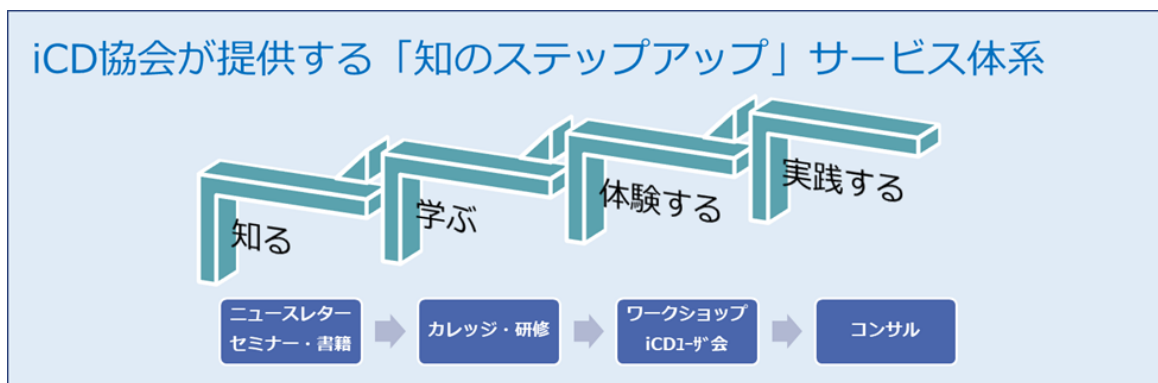 iCD協会が提供する「知のステップアップ」サービス体系
知る
学ぶ
体験する
実践する
ニュースレター
セミナー・書籍
カレッジ・研修
ワークショップ
iCDﾕｰｻﾞ会
コンサル